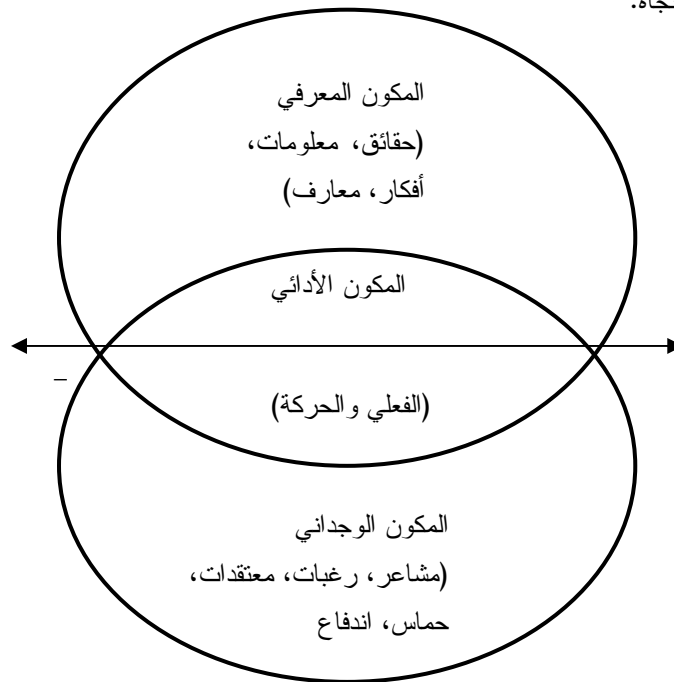 المكون المعرفي
(حقائق، معلومات،
أفكار، معارف)
المكون الأدائي
–
(الفعلي والحركة)
المكون الوجداني
(مشاعر، رغبات، معتقدات،
حماس، اندفاع